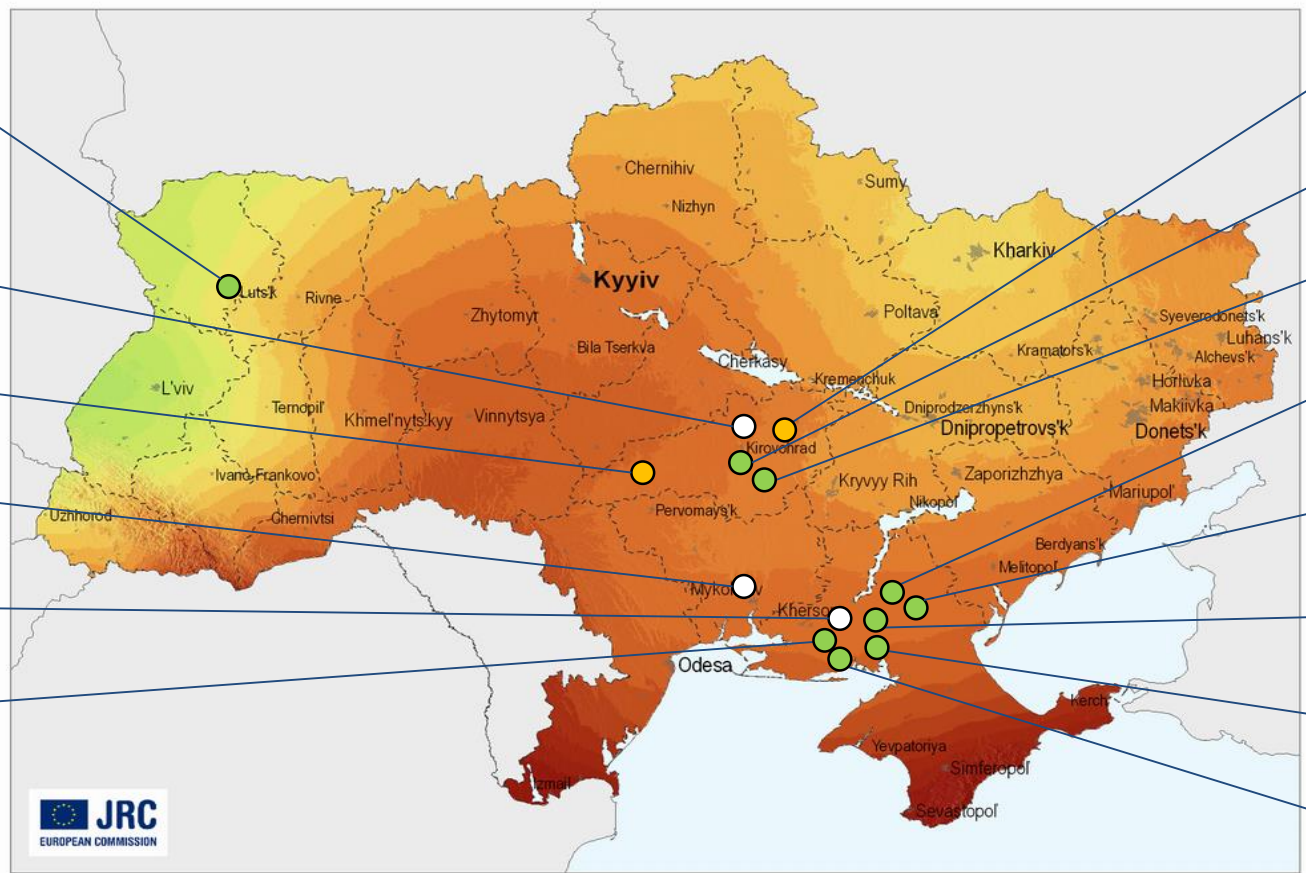 Chernihiv
Sumy
Nizhyn
Kharkiv
Kyyiv
Luts'k
Rivne
Zhytomyr
Poltava
Syeverodonets'k
Luhans'k
Bila Tserkva
Kramators'k
Alchevs'k
Cherkasy
Kremenchuk
L'viv
Horlivka
Ternopil'
Dniprodzerzhyns'k
Makiivka
Khmel'nyts.kyy
Vinnytsya
Dnipropetrovs'k
Donets'k
Kirovohrad
Ivano-Frankovo
Zaporizhzhya
Kryvyy Rih
Mariupol'
Nikopol'
Uzhhorod
Chernivtsi
Pervomays'k
Berdyans'k
Melitopol'
Odesa
Kerch
Yevpatoriya
Simferopol'
Izmail
Sevastopol'
JRC
EUROPEAN COMMISSION